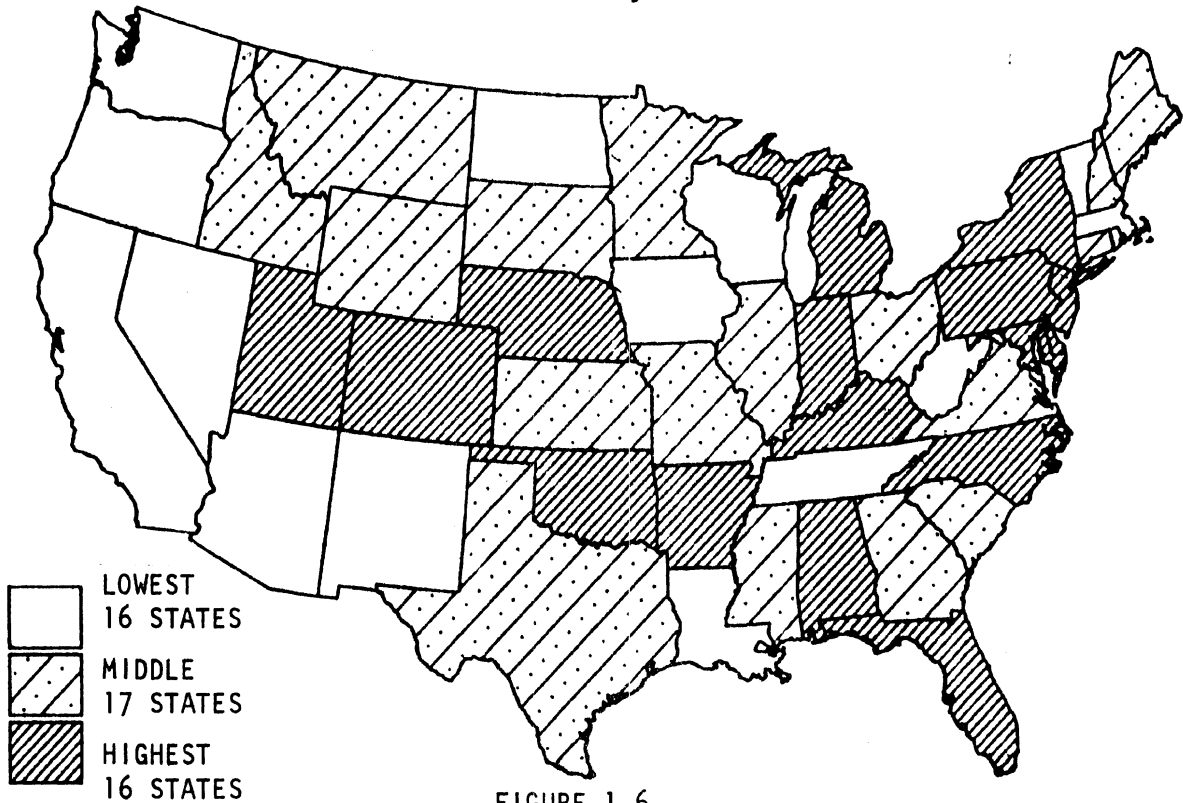 LOWEST
16 STATES
MIDDLE
17 STATES
HIGHEST
16 STATES
FIGURE 1.6